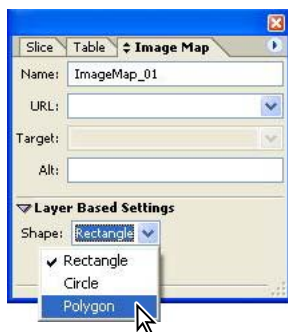 Slice Table Image Map
Name: ImageMap_01
URL:
Target:
Alt:
Layer Based Settings
Shape: Rectangle
Rectangle
Circle
Polygon